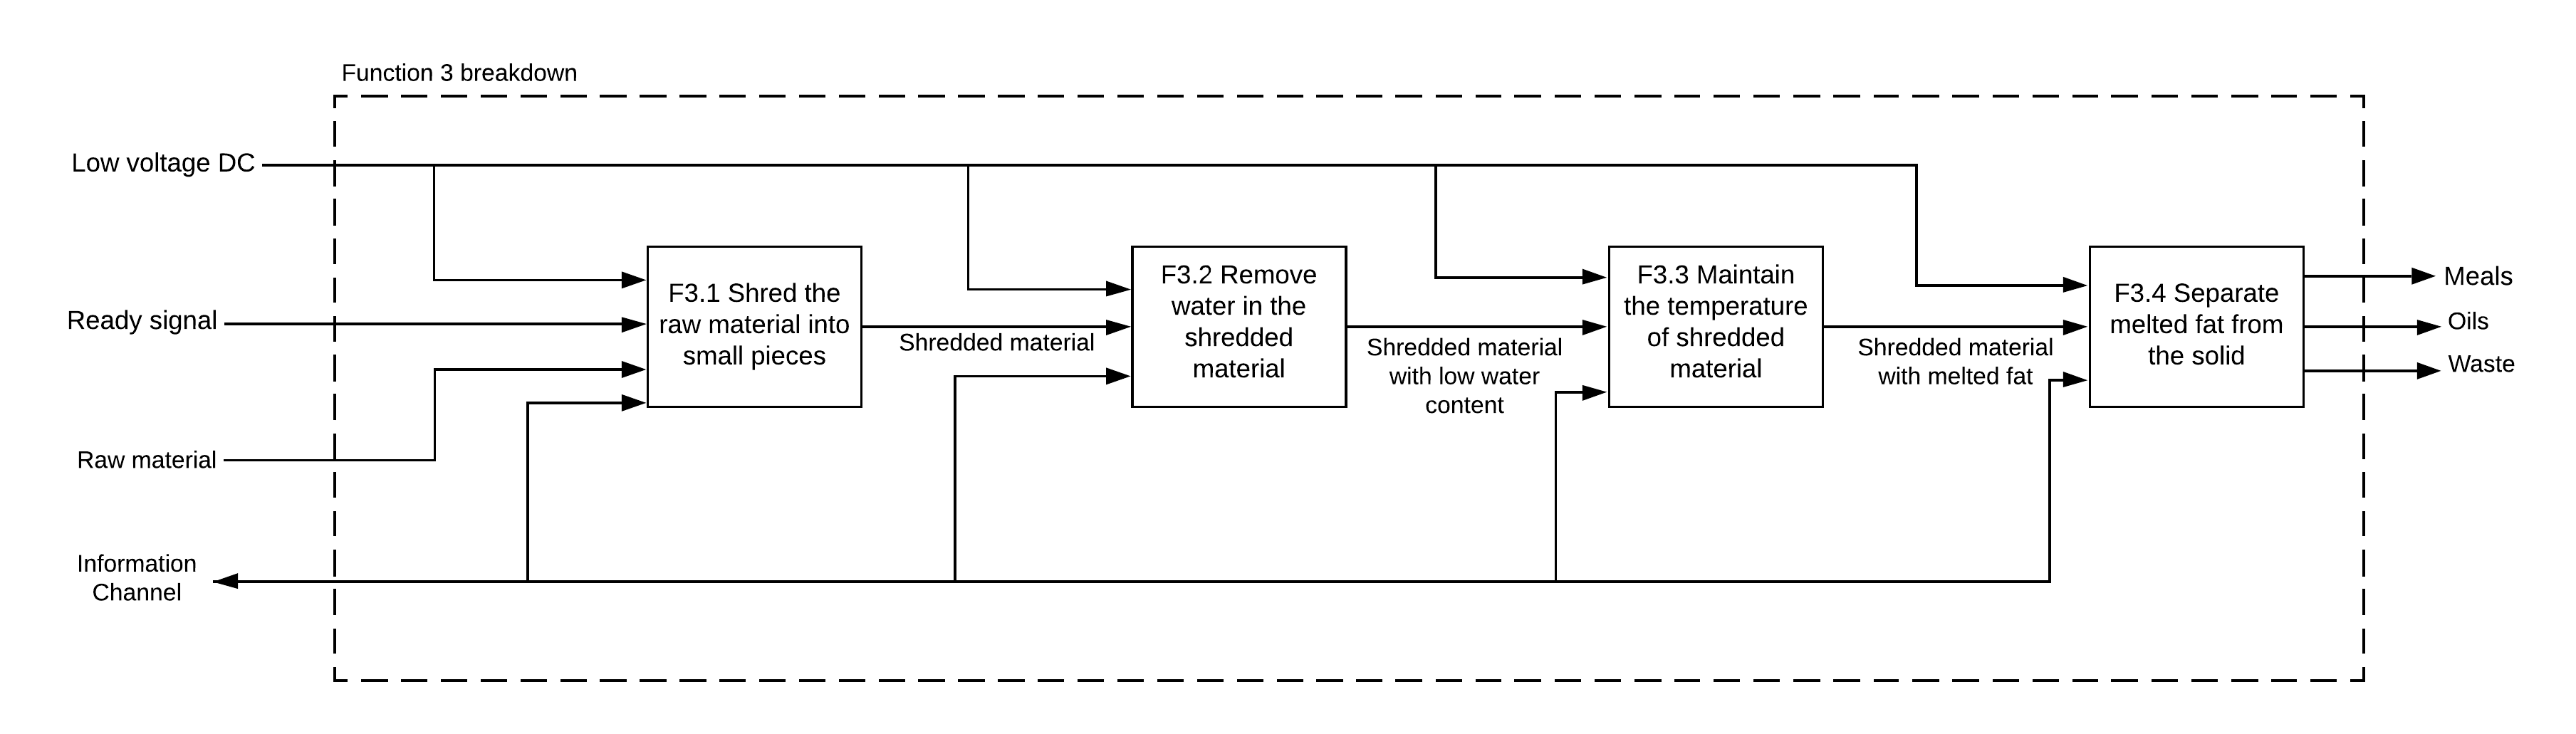 Function 3 breakdown
Low voltage DC
Ready signal
Raw material
Information
Channel
F3.1 Shred the
raw material into
small pieces
Shredded material
F3.2 Remove
water in the
shredded
material
Shredded material
with low water
content
F3.3 Maintain
the temperature
of shredded
material
Shredded material
with melted fat
F3.4 Separate
melted fat from
the solid
Meals
Oils
Waste